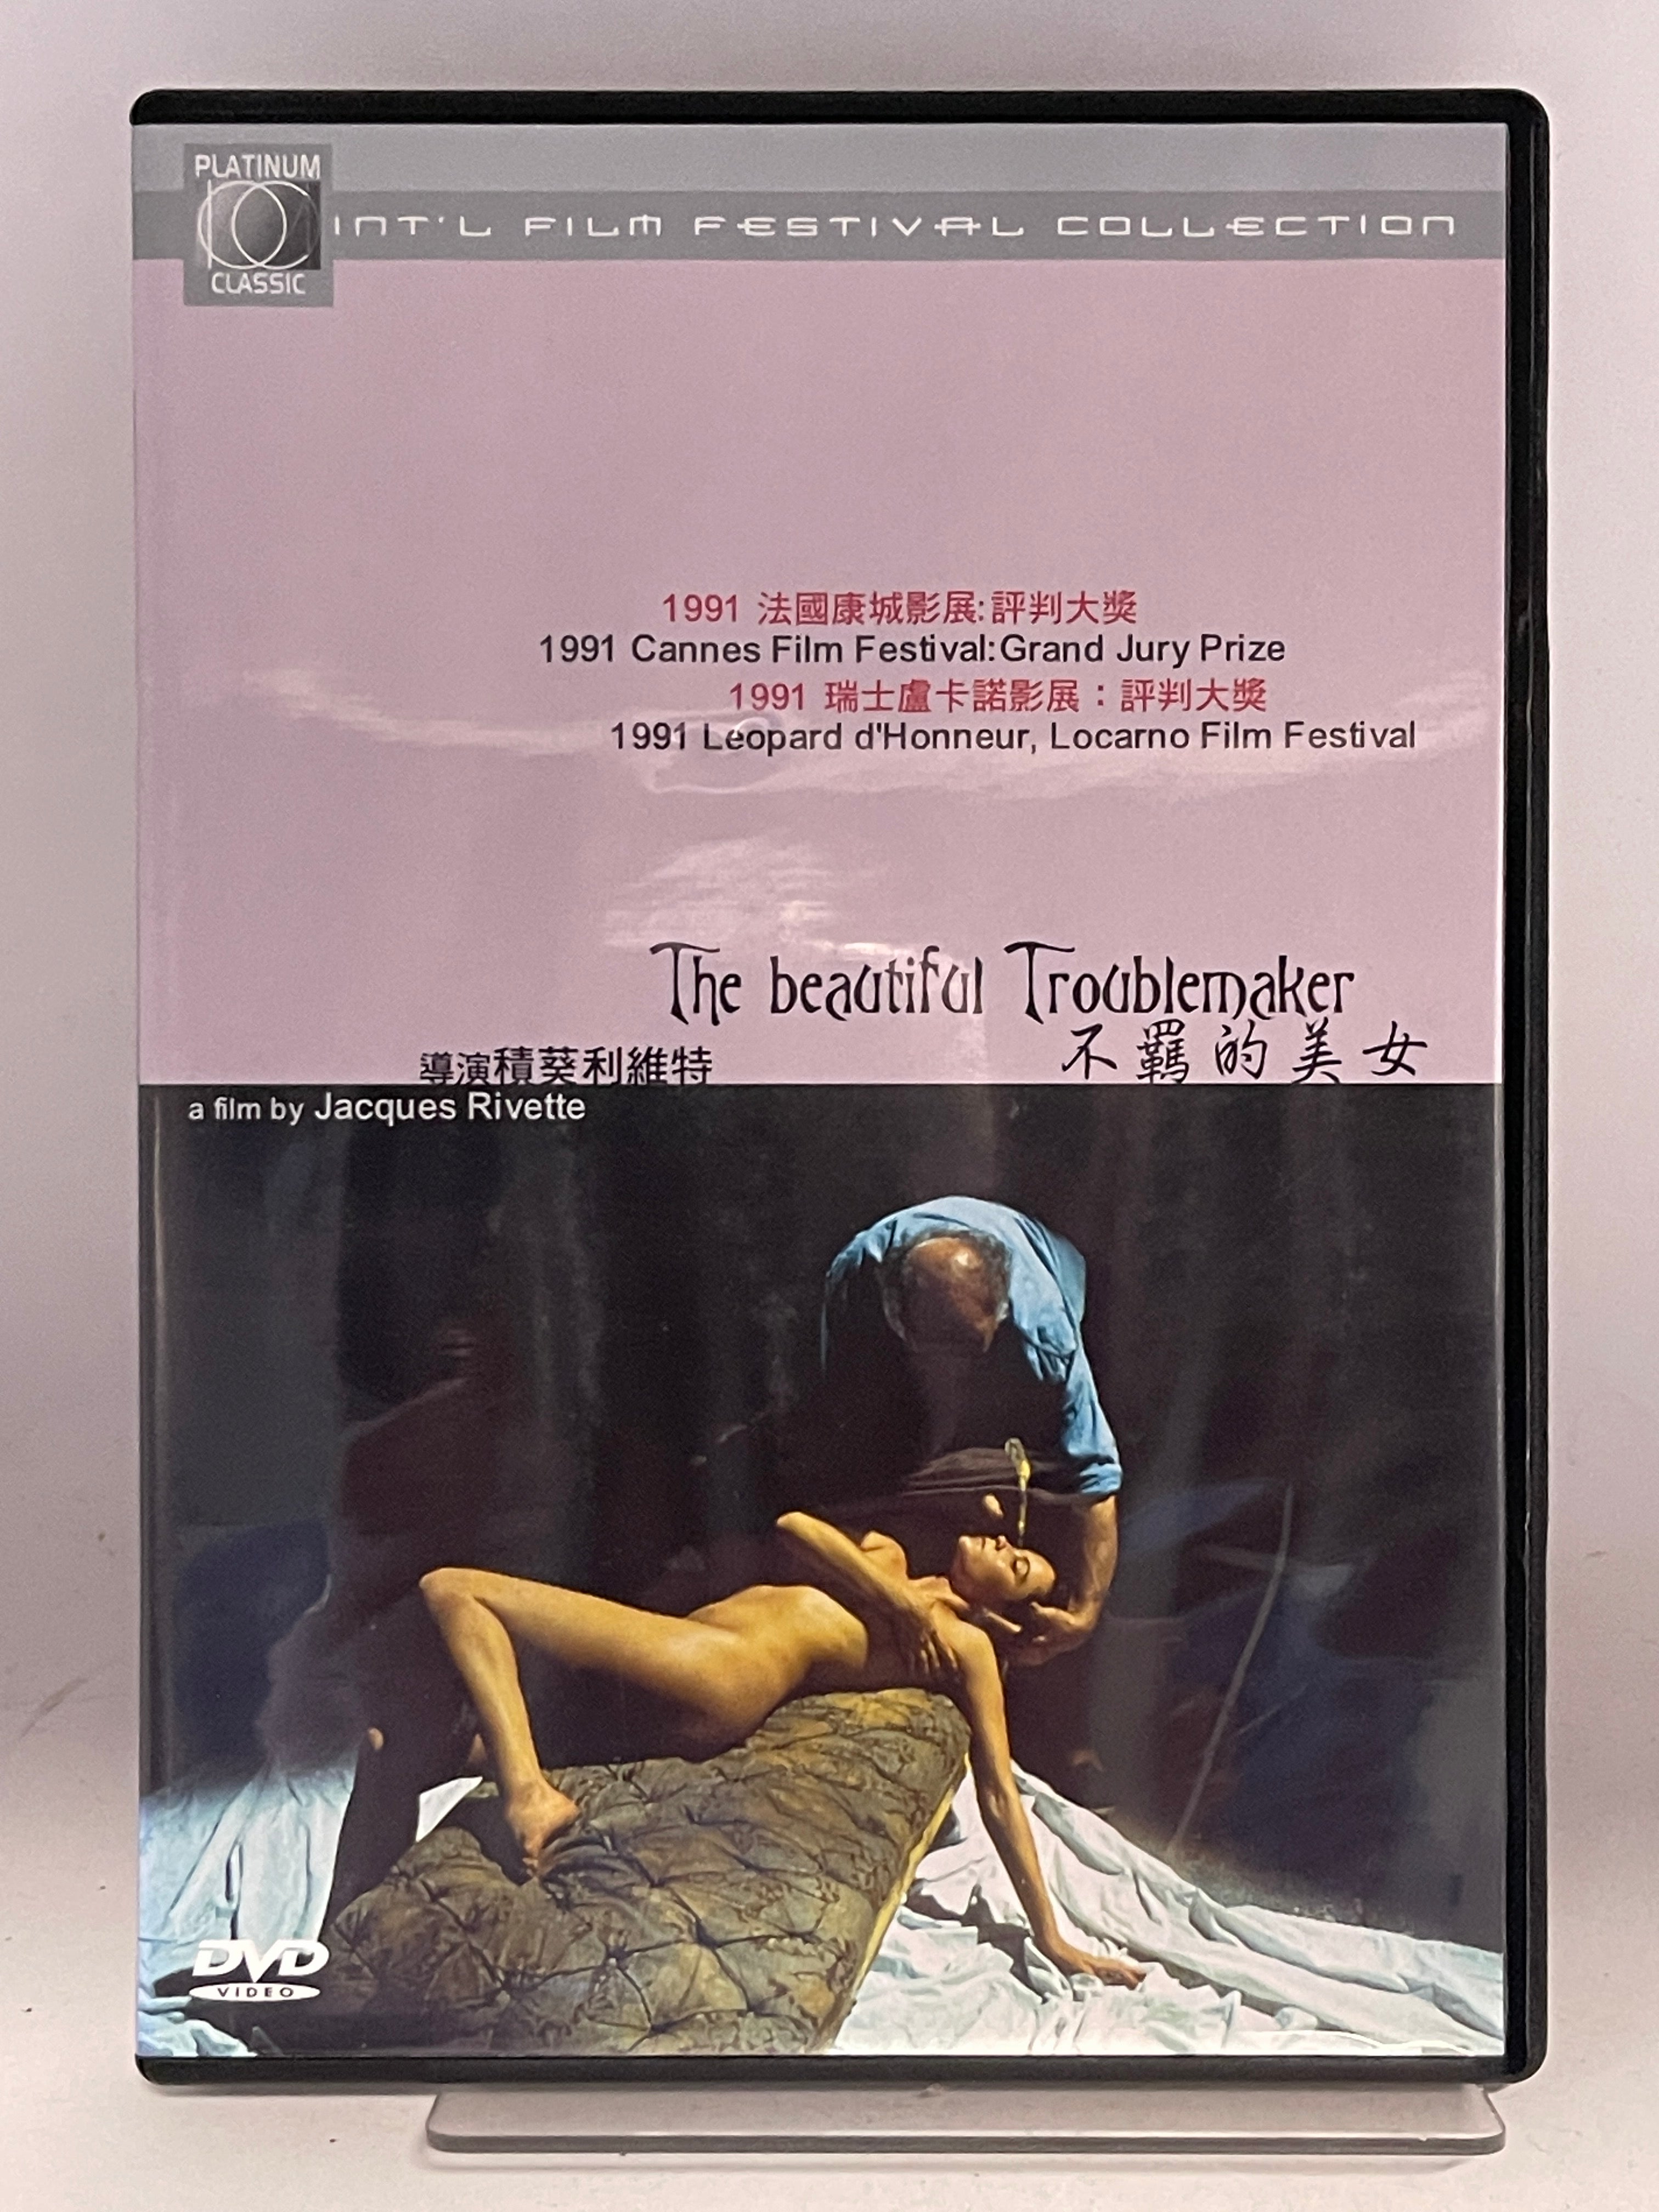 PLATINUM
CLASSIC
INT'L FILM FESTIVAL COLLECTION
1991 法國康城影展:評判大獎
1991 Cannes Film Festival:Grand Jury Prize
1991 瑞士盧卡諾影展：評判大獎
1991 Leopard d'Honneur, Locarno Film Festival
The beautiful Troublemaker
不羈的美女
導演積葵利維特
a film by Jacques Rivette
DVD
VIDEO